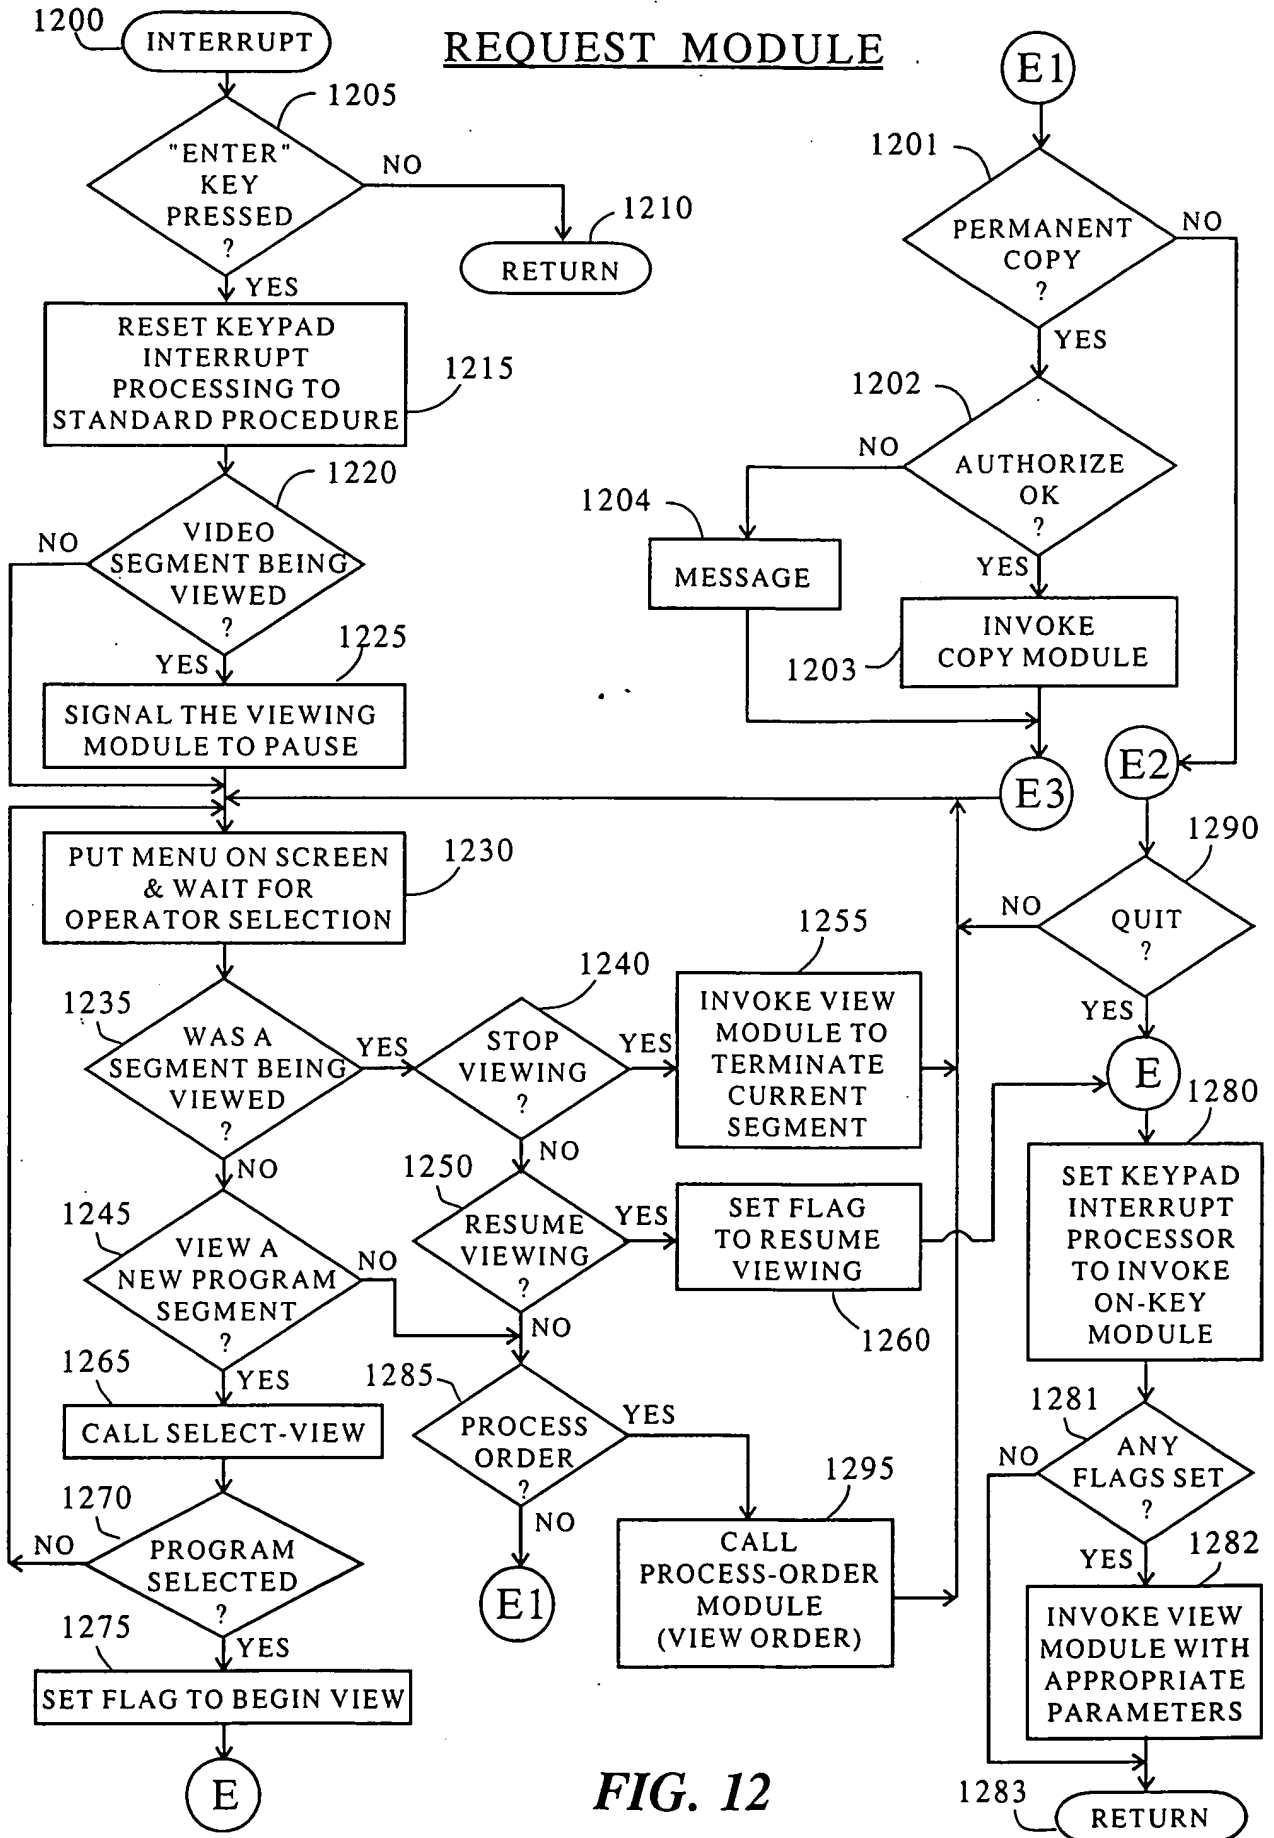 REQUEST MODULE
1200
INTERRUPT
1205
"ENTER"
KEY
PRESSED
?
NO
1210
RETURN
YES
RESET KEYPAD
INTERRUPT
PROCESSING TO
STANDARD PROCEDURE
1215
1220
VIDEO
SEGMENT BEING
VIEWED
?
NO
YES
1225
SIGNAL THE VIEWING
MODULE TO PAUSE
PUT MENU ON SCREEN
& WAIT FOR
OPERATOR SELECTION
1230
1235
WAS A
SEGMENT BEING
VIEWED
?
YES
NO
1240
STOP
VIEWING
?
YES
NO
1255
INVOKE VIEW
MODULE TO
TERMINATE
CURRENT
SEGMENT
1245
VIEW A
NEW PROGRAM
SEGMENT
?
NO
YES
1250
RESUME
VIEWING
?
YES
NO
SET FLAG
TO RESUME
VIEWING
1260
1265
CALL SELECT-VIEW
1285
PROCESS
ORDER
?
YES
NO
E1
1295
CALL
PROCESS-ORDER
MODULE
(VIEW ORDER)
1270
PROGRAM
SELECTED
?
NO
YES
1275
SET FLAG TO BEGIN VIEW
E
E1
1201
PERMANENT
COPY
?
NO
YES
1202
AUTHORIZE
OK
?
NO
YES
1204
MESSAGE
INVOKE
COPY MODULE
1203
E3
E2
1290
QUIT
?
NO
YES
E
1280
SET KEYPAD
INTERRUPT
PROCESSOR
TO INVOKE
ON-KEY
MODULE
1281
ANY
FLAGS SET
?
NO
YES
1282
INVOKE VIEW
MODULE WITH
APPROPRIATE
PARAMETERS
1283
RETURN
FIG. 12